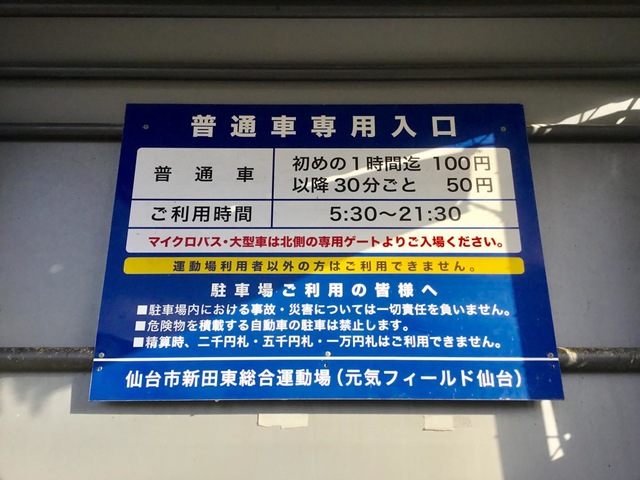 普通車専用入口
普通車 初めの1時間迄 100円
以降30分ごと 50円
ご利用時間 5:30〜21:30
マイクロバス・大型車は北側の専用ゲートよりご入場ください。
運動場利用者以外の方はご利用できません。
駐車場ご利用の皆様へ
■駐車場内における事故・災害については一切責任を負いません。
■危険物を積載する自動車の駐車は禁止します。
■精算時、二千円札・五千円札・一万円札はご利用できません。
仙台市新田東総合運動場(元気フィールド仙台)